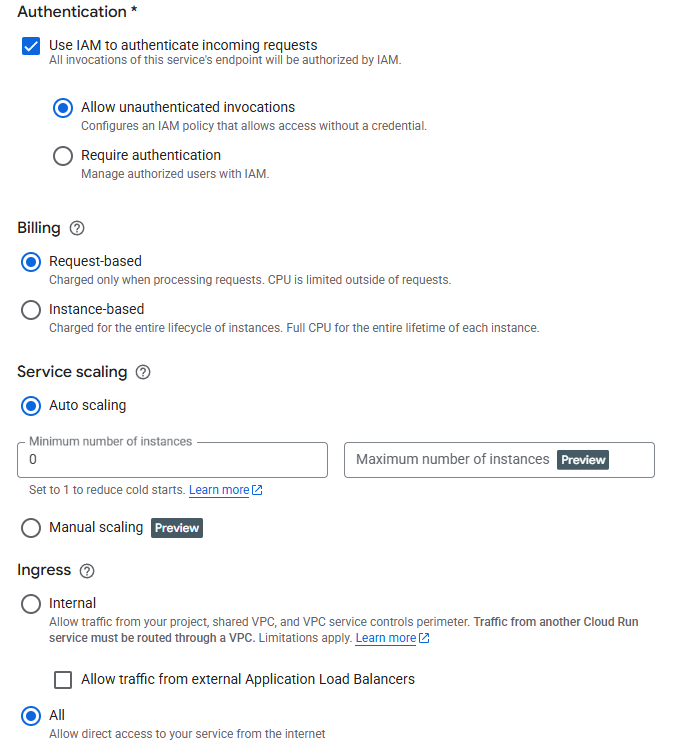 Authentication *
Use IAM to authenticate incoming requests
All invocations of this service's endpoint will be authorized by IAM.
Allow unauthenticated invocations
Configures an IAM policy that allows access without a credential.
Require authentication
Manage authorized users with IAM.
Billing
Request-based
Charged only when processing requests. CPU is limited outside of requests.
Instance-based
Charged for the entire lifecycle of instances. Full CPU for the entire lifetime of each instance.
Service scaling
Auto scaling
Minimum number of instances
0
Maximum number of instances Preview
Set to 1 to reduce cold starts. Learn more
Manual scaling Preview
Ingress
Internal
Allow traffic from your project, shared VPC, and VPC service controls perimeter. Traffic from another Cloud Run
service must be routed through a VPC. Limitations apply. Learn more
Allow traffic from external Application Load Balancers
All
Allow direct access to your service from the internet